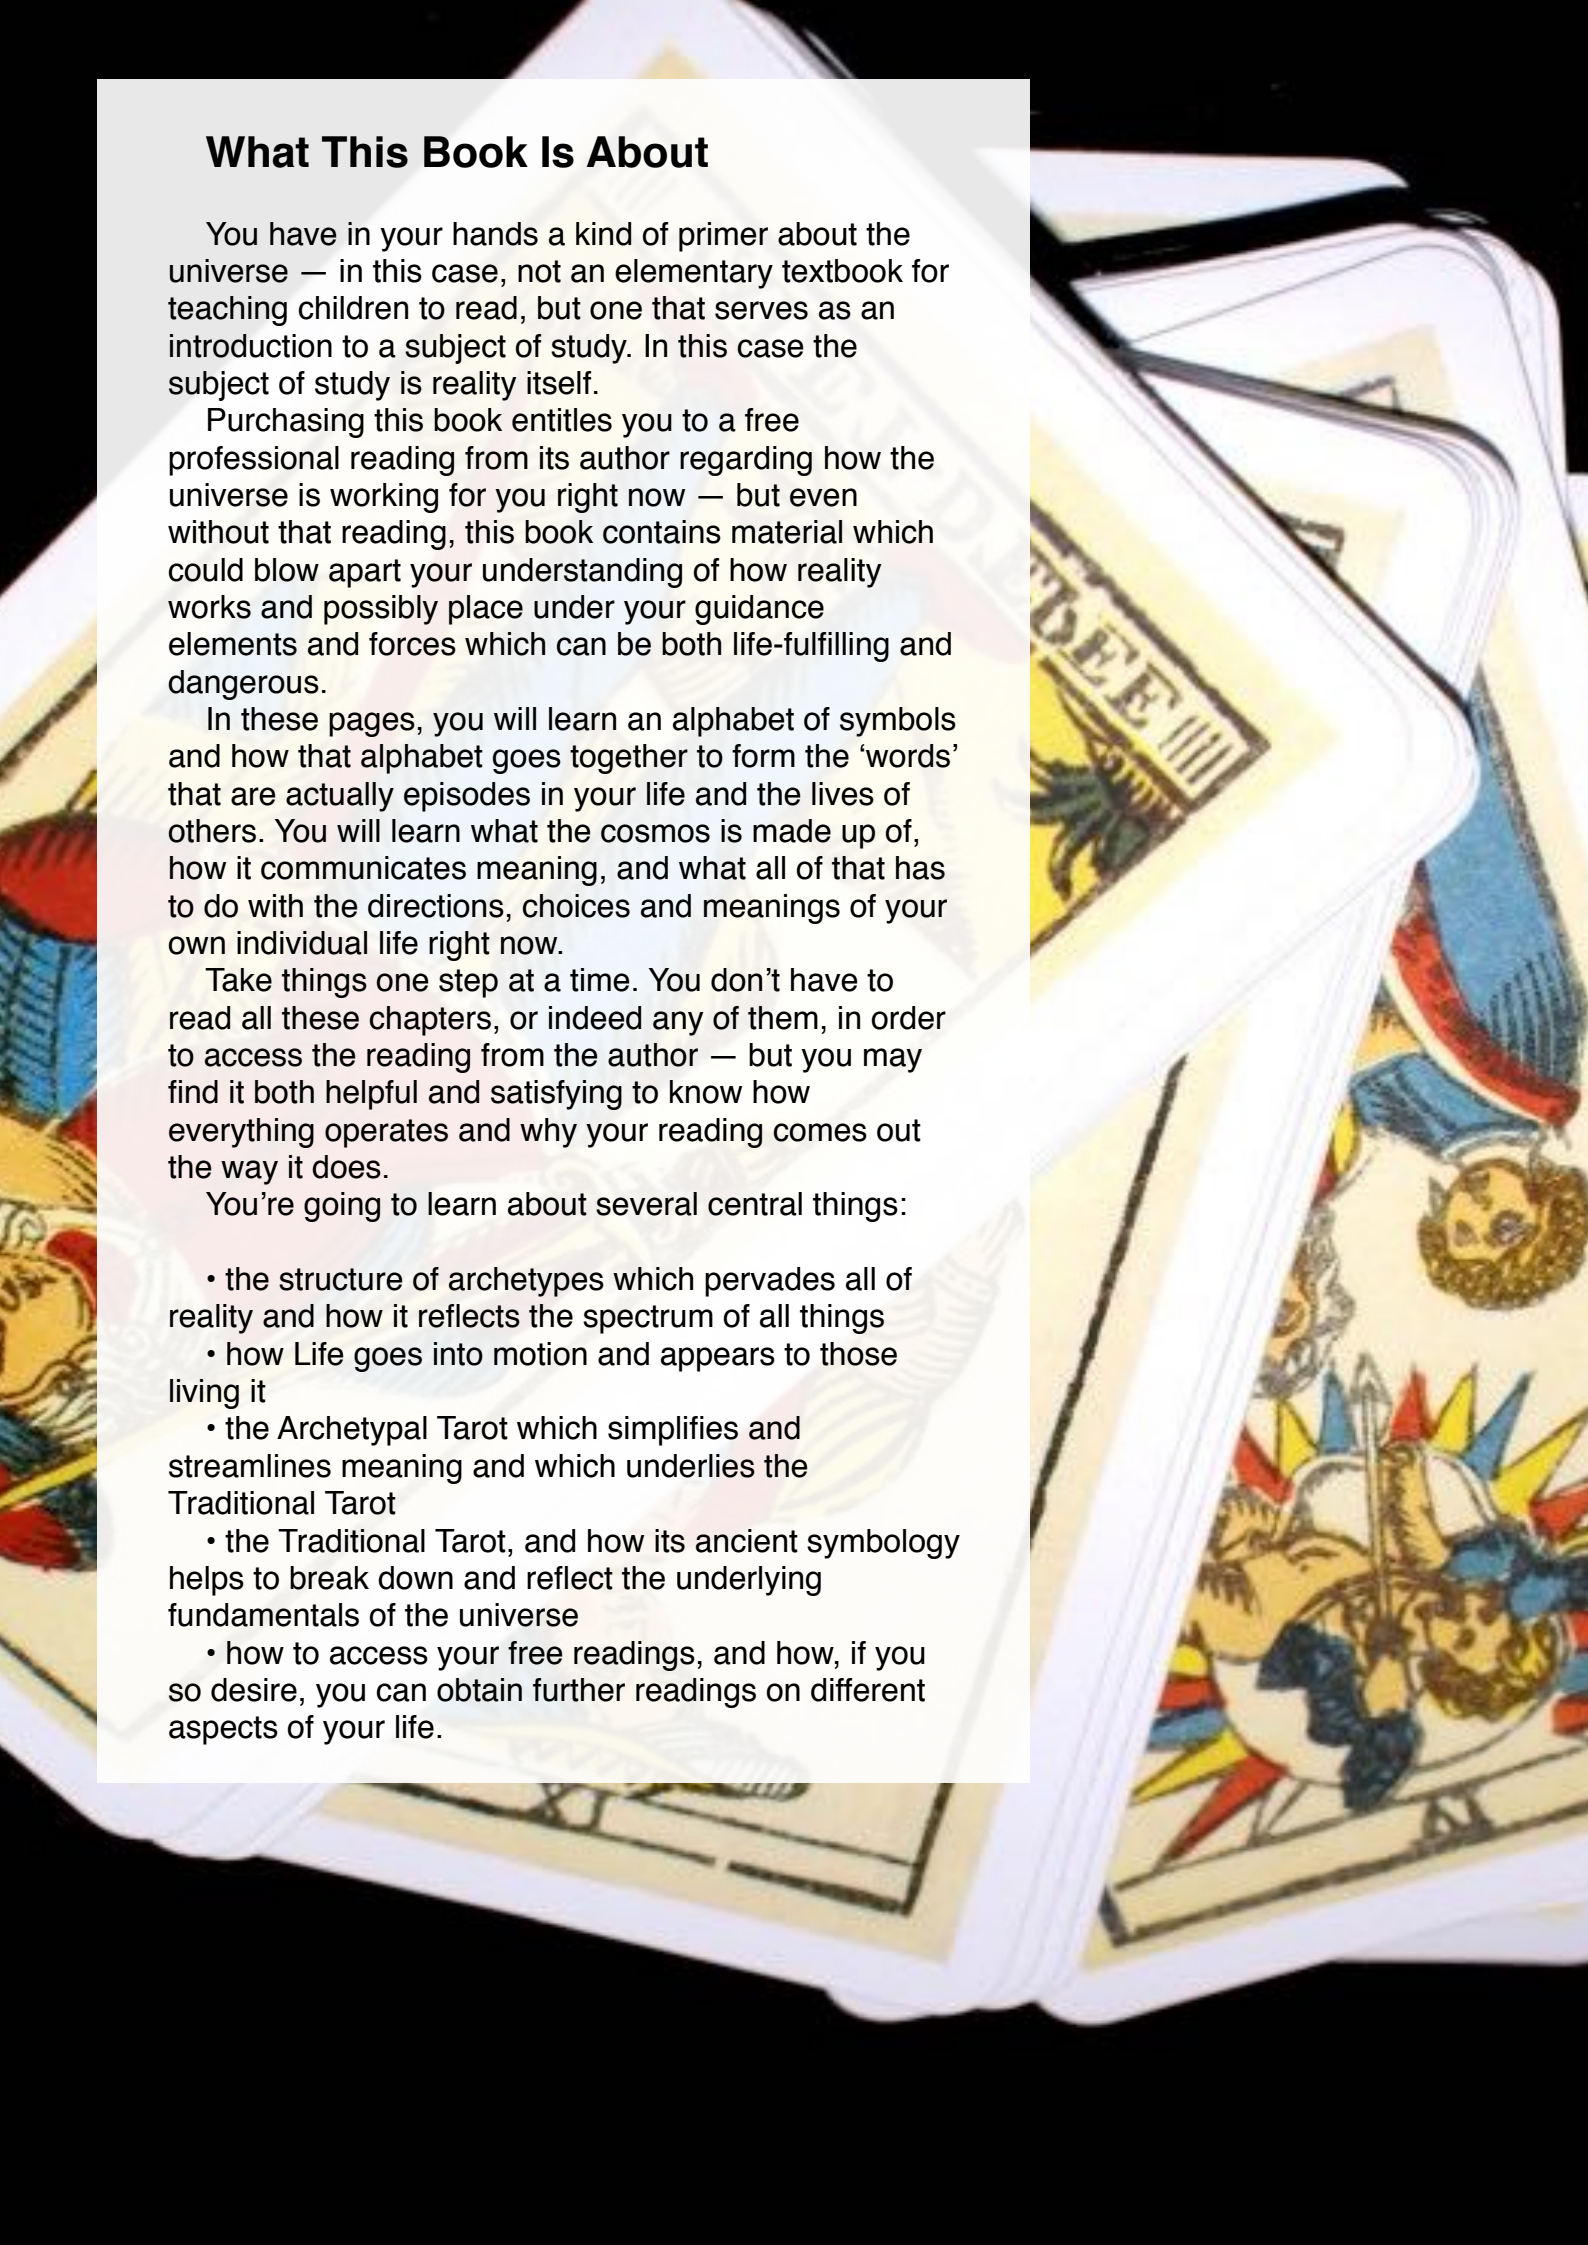 What This Book Is About
You have in your hands a kind of primer about the
universe — in this case, not an elementary textbook for
teaching children to read, but one that serves as an
introduction to a subject of study. In this case the
subject of study is reality itself.
Purchasing this book entitles you to a free
professional reading from its author regarding how the
universe is working for you right now — but even
without that reading, this book contains material which
could blow apart your understanding of how reality
works and possibly place under your guidance
elements and forces which can be both life-fulfilling and
dangerous.
In these pages, you will learn an alphabet of symbols
and how that alphabet goes together to form the ‘words’
that are actually episodes in your life and the lives of
others. You will learn what the cosmos is made up of,
how it communicates meaning, and what all of that has
to do with the directions, choices and meanings of your
own individual life right now.
Take things one step at a time. You don’t have to
read all these chapters, or indeed any of them, in order
to access the reading from the author — but you may
find it both helpful and satisfying to know how
everything operates and why your reading comes out
the way it does.
You’re going to learn about several central things:
• the structure of archetypes which pervades all of
reality and how it reflects the spectrum of all things
• how Life goes into motion and appears to those
living it
• the Archetypal Tarot which simplifies and
streamlines meaning and which underlies the
Traditional Tarot
• the Traditional Tarot, and how its ancient symbology
helps to break down and reflect the underlying
fundamentals of the universe
• how to access your free readings, and how, if you
so desire, you can obtain further readings on different
aspects of your life.